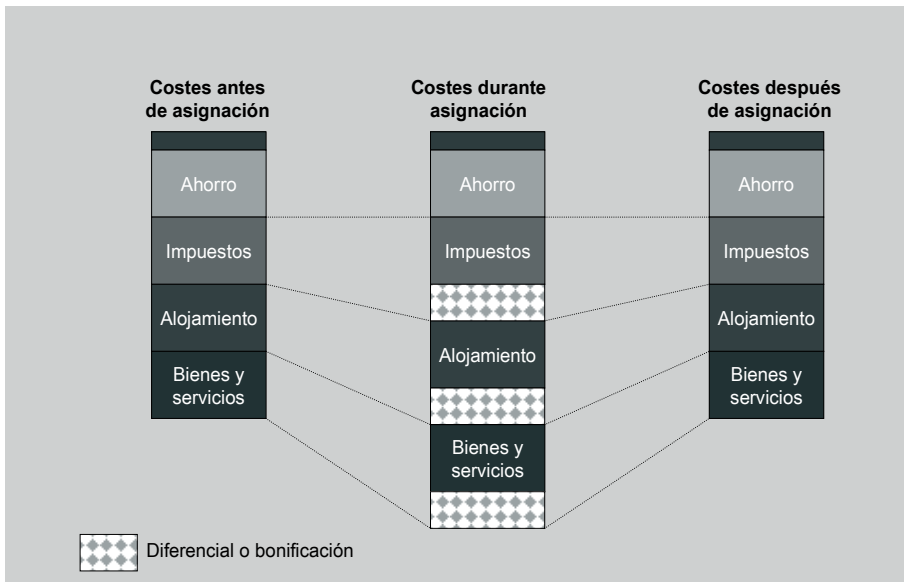 Costes antes
de asignación
Costes durante
asignación
Costes después
de asignación
Ahorro
Impuestos
Alojamiento
Bienes y
servicios
Ahorro
Impuestos
Alojamiento
Bienes y
servicios
Ahorro
Impuestos
Alojamiento
Bienes y
servicios
Diferencial o bonificación